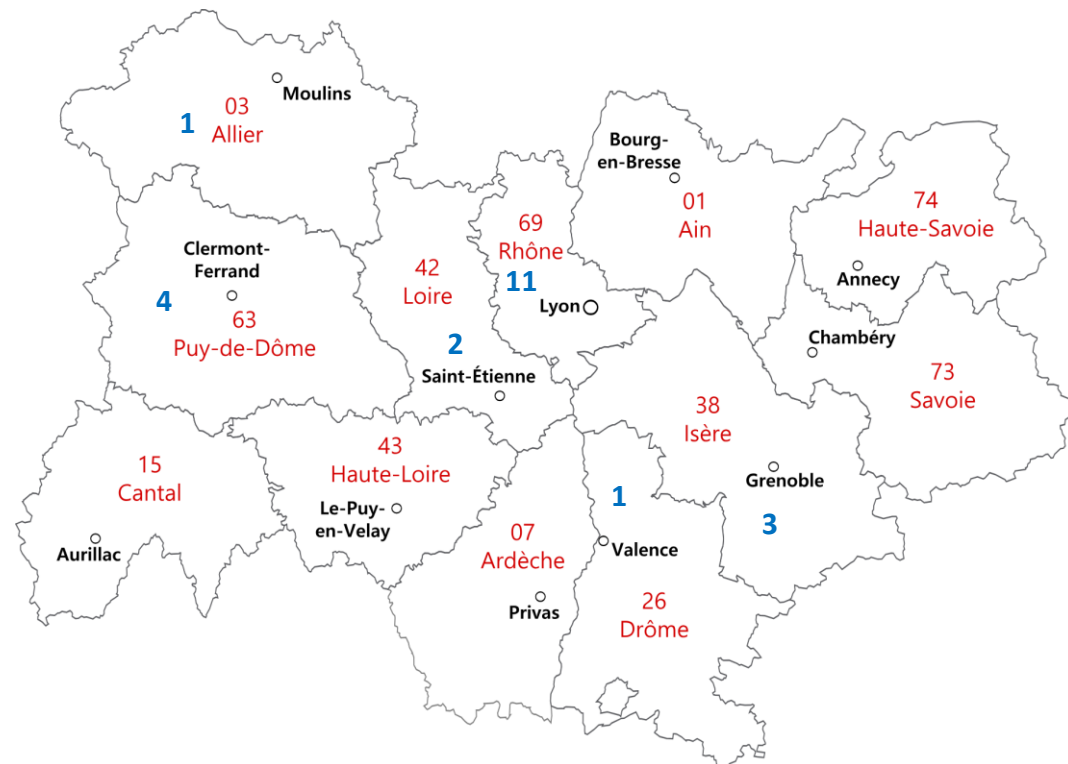 Moulins
03
1
Allier
Bourg-
en-Bresse
01
Ain
74
Haute-Savoie
Annecy
69
Rhône
11
Lyon
Clermont-
Ferrand
4
63
Puy-de-Dôme
42
Loire
2
Saint-Étienne
Chambéry
73
Savoie
38
Isère
Grenoble
3
15
Cantal
Aurillac
43
Haute-Loire
Le-Puy-
en-Velay
07
Ardèche
Privas
1
Valence
26
Drôme